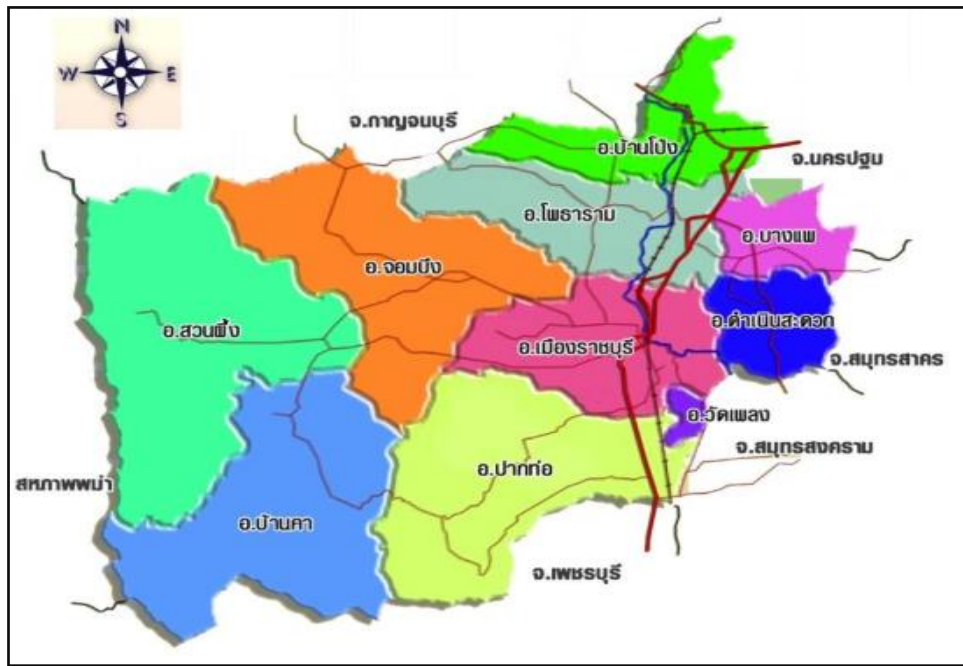 N
W E
S
จ.กาญจนบุรี
อ.บ้านโป่ง
จ.นครปฐม
อ.โพธาราม
อ.บางแพ
อ.จอมบึง
อ.สวนผึ้ง
อ.เมืองราชบุรี
อ.ดำเนินสะดวก
จ.สมุทรสาคร
อ.วัดเพลง
จ.สมุทรสงคราม
อ.ปากท่อ
สหภาพพม่า
อ.บ้านคา
จ.เพชรบุรี